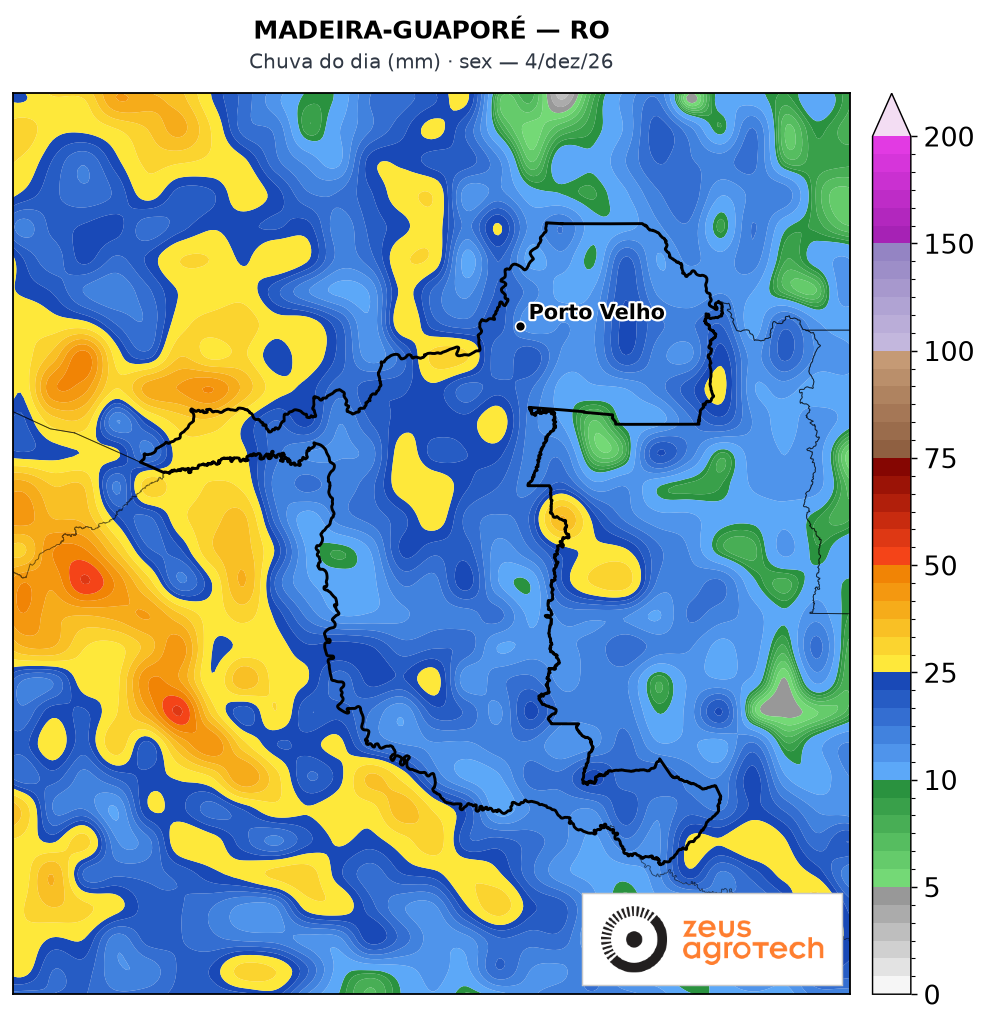 MADEIRA-GUAPORÉ — RO
Chuva do dia (mm) · sex — 4/dez/26
Porto Velho
200
150
100
75
50
25
10
5
0
zeus
agrotech